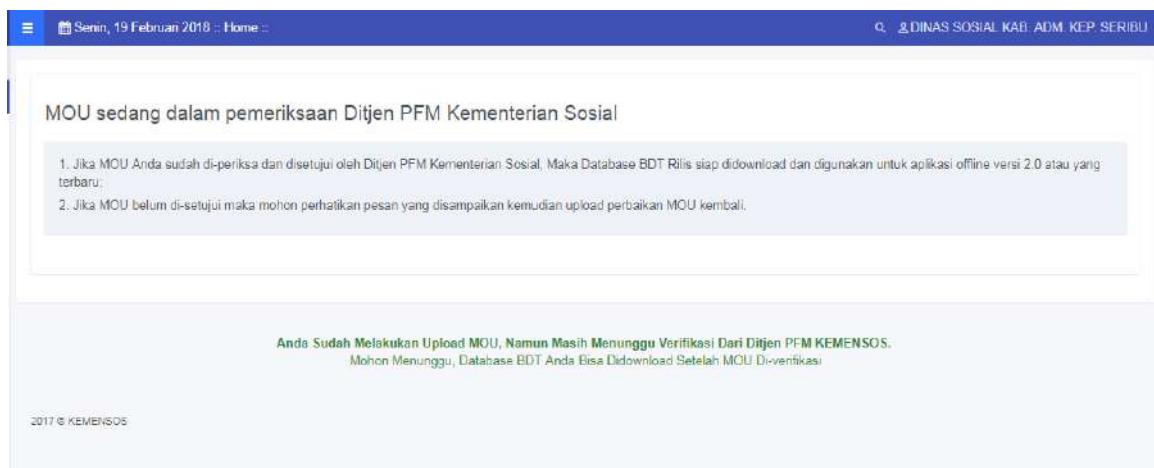 Senin, 19 Februari 2018 :: Home ::
DINAS SOSIAL KAB. ADM. KEP. SERIBU
MOU sedang dalam pemeriksaan Ditjen PFM Kementerian Sosial
1. Jika MOU Anda sudah di-periksa dan disetujui oleh Ditjen PFM Kementerian Sosial, Maka Database BDT Rilis siap didownload dan digunakan untuk aplikasi offline versi 2.0 atau yang
terbaru;
2. Jika MOU belum di-setujui maka mohon perhatikan pesan yang disampaikan kemudian upload perbaikan MOU kembali.
Anda Sudah Melakukan Upload MOU, Namun Masih Menunggu Verifikasi Dari Ditjen PFM KEMENSOS.
Mohon Menunggu, Database BDT Anda Bisa Didownload Setelah MOU Di-verifikasi
2017 © KEMENSOS